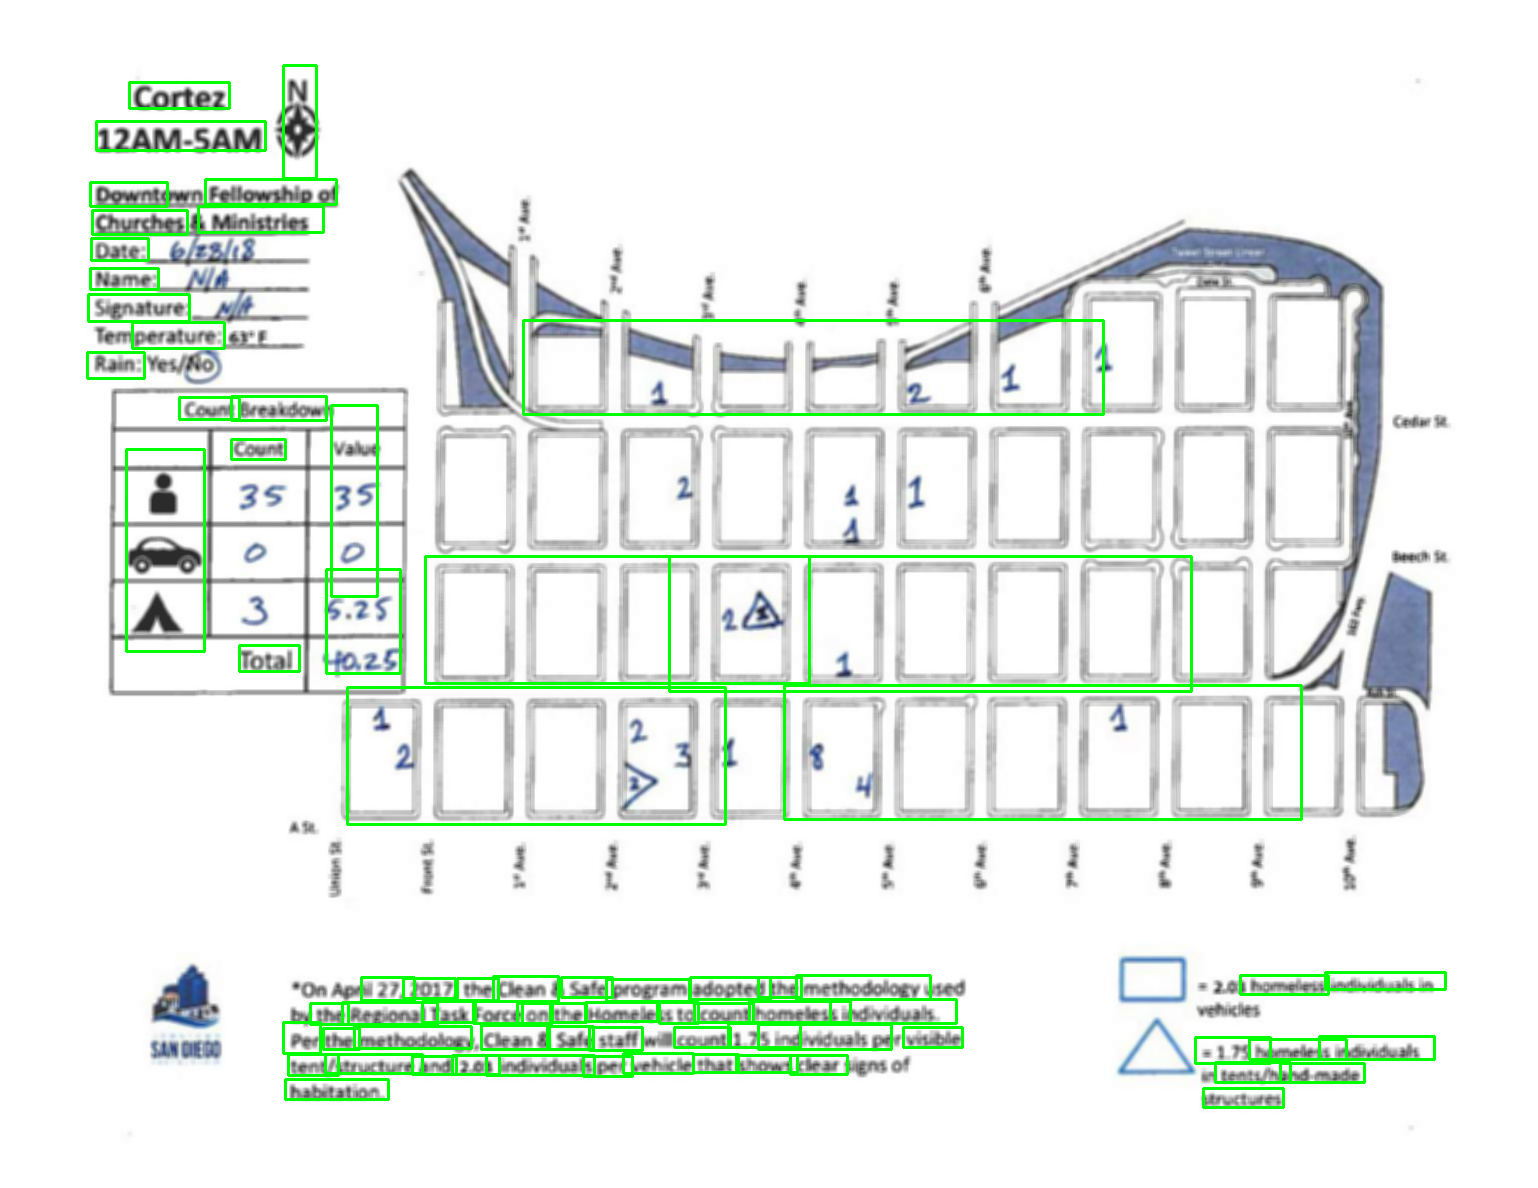 Cortez
N
12AM-5AM
Downtown Fellowship of
Churches & Ministries
Date: 6/23/18
Name: N/A
Signature: N/A
Temperature: 63° F
Rain: Yes/No
Count Breakdown
Count Value
35 35
0 0
3 5.25
Total 40.25
1st Ave.
2nd Ave.
3rd Ave.
4th Ave.
5th Ave.
6th Ave.
Date St.
1 2 1 1
Cedar St.
2 1 1
1
Beech St.
2 1
163 Fwy.
Ash St.
1 2 1
2 3 1 8
2 4
A St.
Union St.
Front St.
1st Ave.
2nd Ave.
3rd Ave.
4th Ave.
5th Ave.
6th Ave.
7th Ave.
8th Ave.
9th Ave.
10th Ave.
SAN DIEGO
*On April 27, 2017, the Clean & Safe program adopted the methodology used
by the Regional Task Force on the Homeless to count homeless individuals.
Per the methodology, Clean & Safe staff will count 1.75 individuals per visible
tent/structure and 2.03 individuals per vehicle that shows clear signs of
habitation.
= 2.03 homeless individuals in
vehicles
= 1.75 homeless individuals
in tents/hand-made
structures